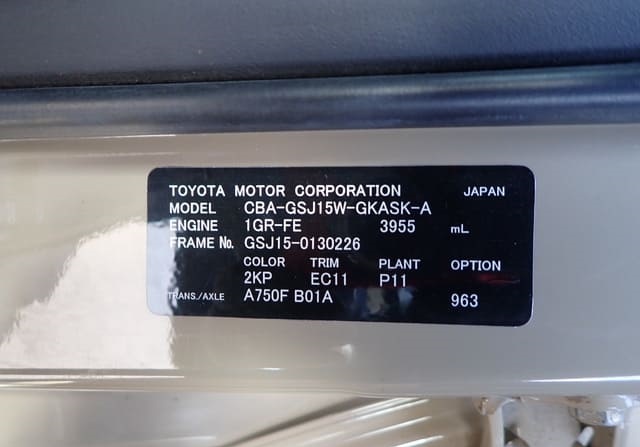 TOYOTA MOTOR CORPORATION JAPAN
MODEL CBA-GSJ15W-GKASK-A
ENGINE 1GR-FE 3955 mL
FRAME No. GSJ15-0130226
COLOR TRIM PLANT OPTION
2KP EC11 P11
TRANS./AXLE A750F B01A 963